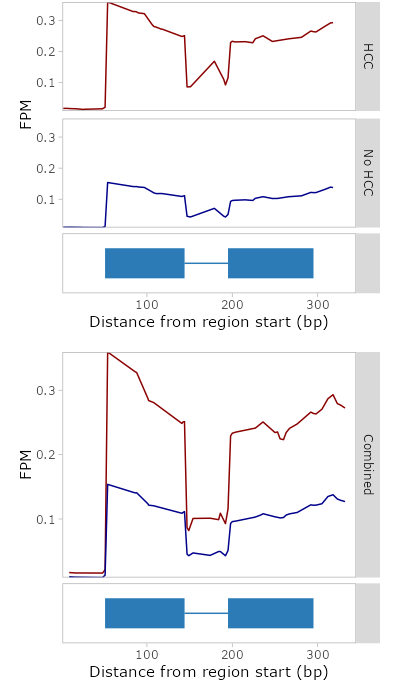 0.3
0.2
0.1
HCC
FPM
0.3
0.2
0.1
No HCC
100 200 300
Distance from region start (bp)
0.3
0.2
0.1
FPM
Combined
100 200 300
Distance from region start (bp)